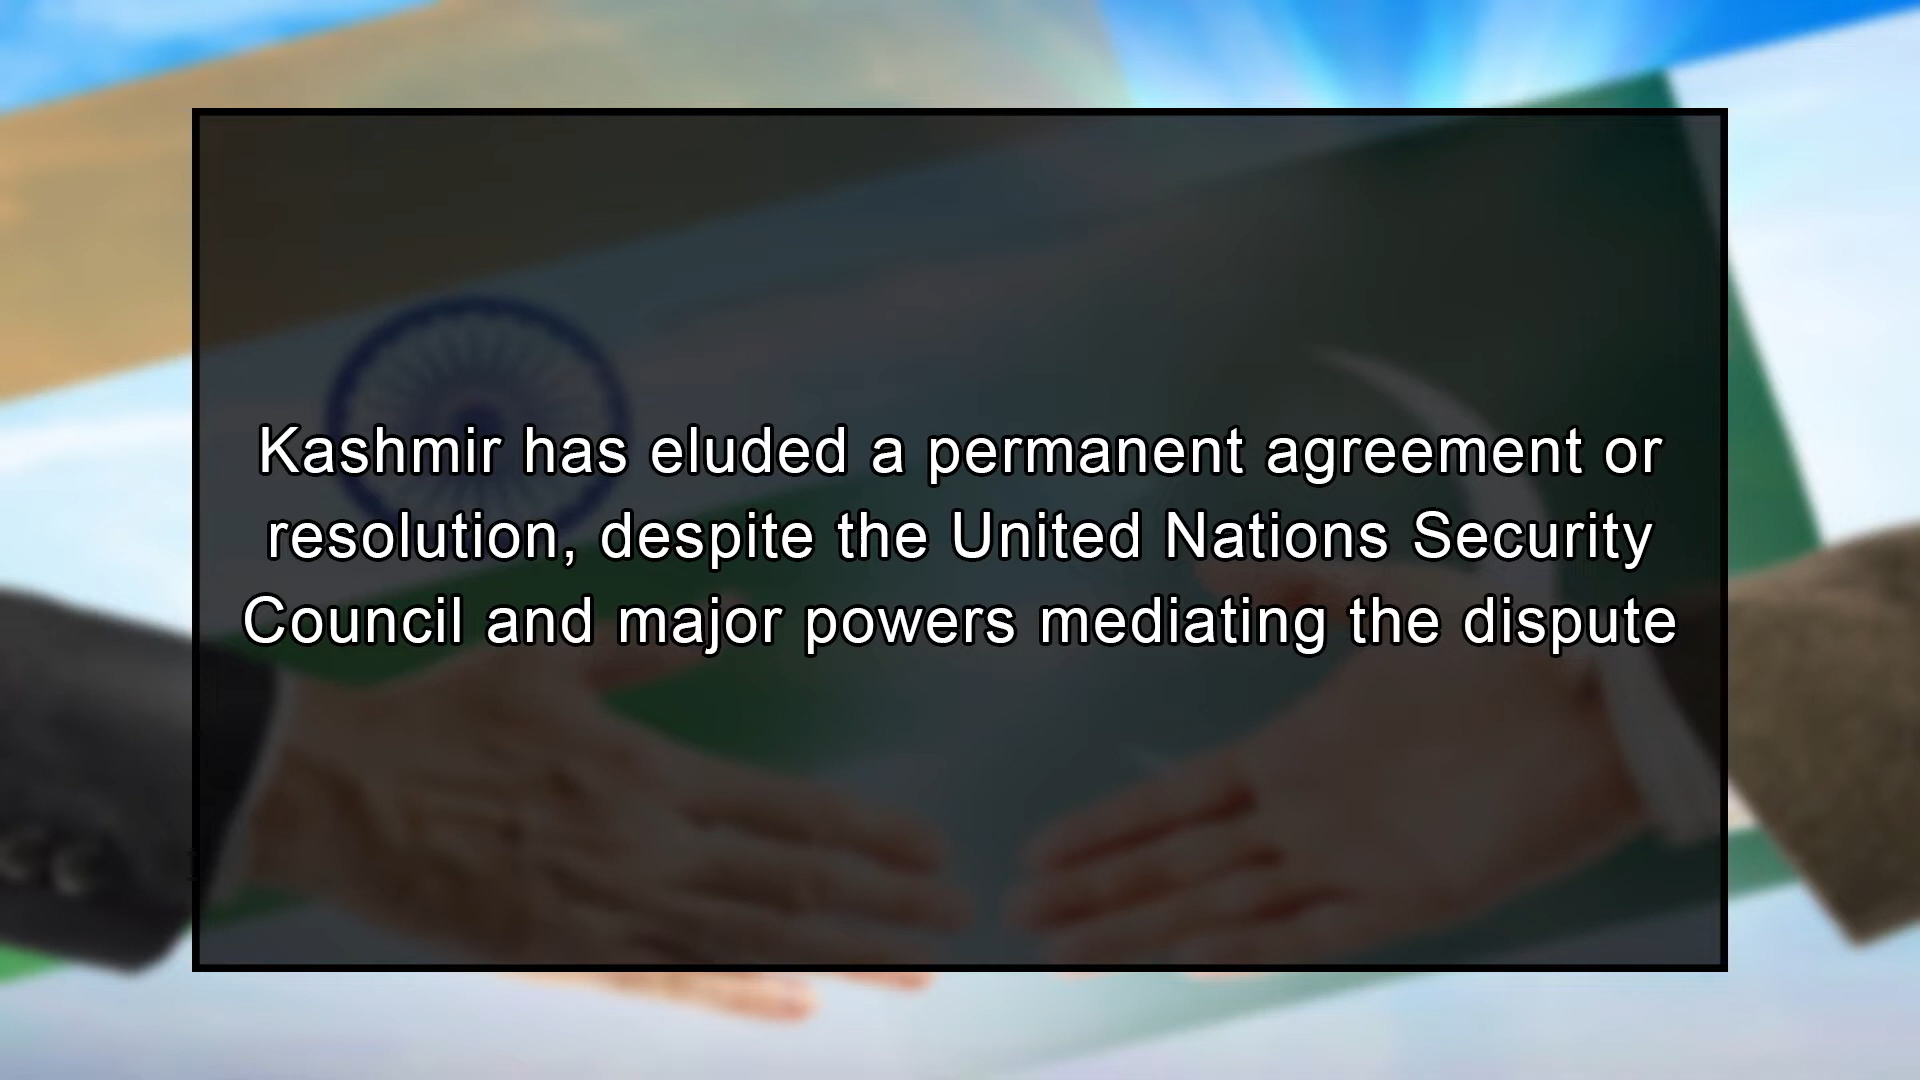 Kashmir has eluded a permanent agreement or
resolution, despite the United Nations Security
Council and major powers mediating the dispute